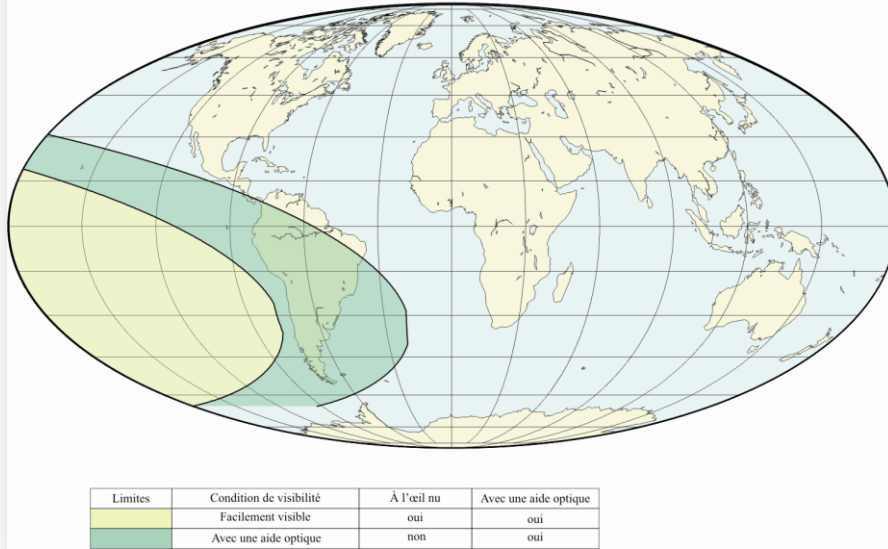 Limites Condition de visibilité À l’œil nu Avec une aide optique
Facilement visible oui oui
Avec une aide optique non oui